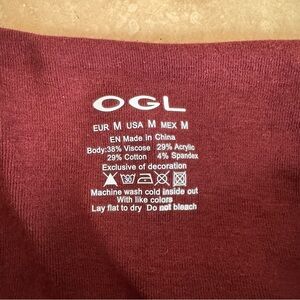 OGL
EUR M USA M MEX M
EN Made in China
Body:38% Viscose 29% Acrylic
29% Cotton 4% Spandex
Exclusive of decoration
Machine wash cold inside out
With like colors
Lay flat to dry Do not bleach